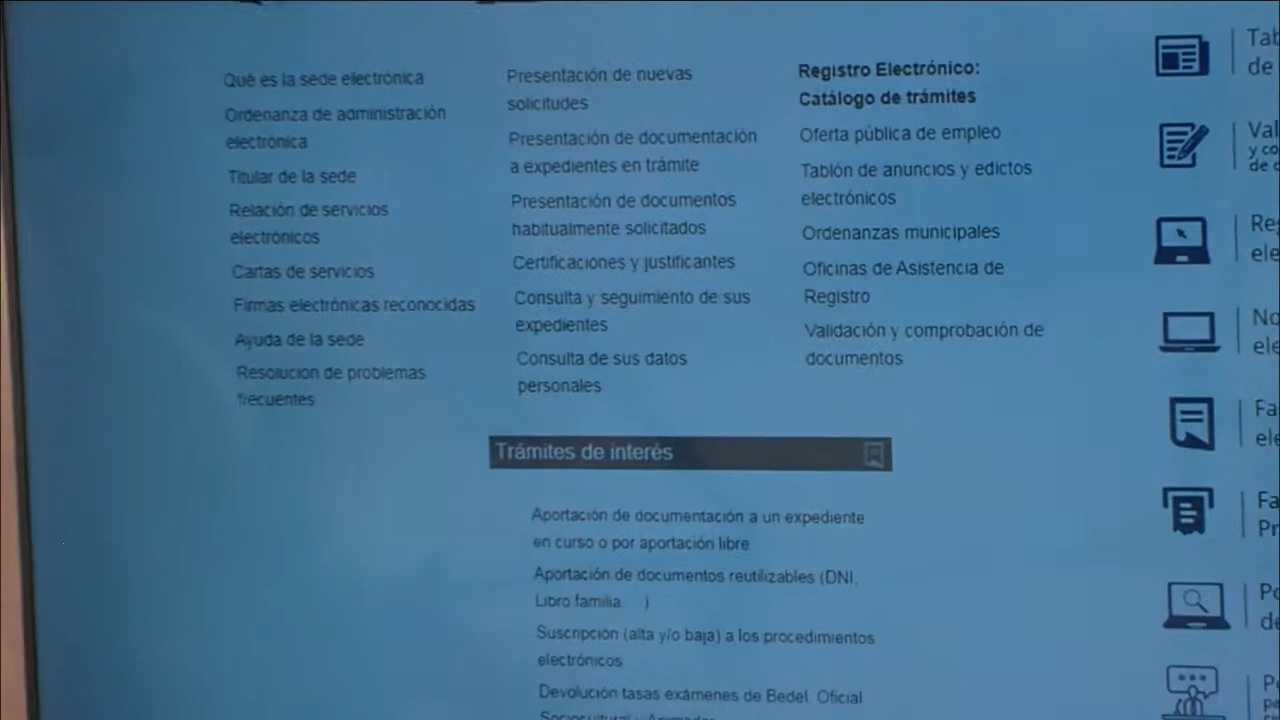 Qué es la sede electrónica
Ordenanza de administración
electrónica
Titular de la sede
Relación de servicios
electrónicos
Cartas de servicios
Firmas electrónicas reconocidas
Ayuda de la sede
Resolución de problemas
frecuentes
Presentación de nuevas
solicitudes
Presentación de documentación
a expedientes en trámite
Presentación de documentos
habitualmente solicitados
Certificaciones y justificantes
Consulta y seguimiento de sus
expedientes
Consulta de sus datos
personales
Registro Electrónico:
Catálogo de trámites
Oferta pública de empleo
Tablón de anuncios y edictos
electrónicos
Ordenanzas municipales
Oficinas de Asistencia de
Registro
Validación y comprobación de
documentos
Trámites de interés
Aportación de documentación a un expediente
en curso o por aportación libre
Aportación de documentos reutilizables (DNI,
Libro familia )
Suscripción (alta y/o baja) a los procedimientos
electrónicos
Devolución tasas exámenes de Bedel, Oficial
Tab
de
Val
y co
de
Reg
ele
No
ele
Fa
ele
Fa
Pr
Po
de